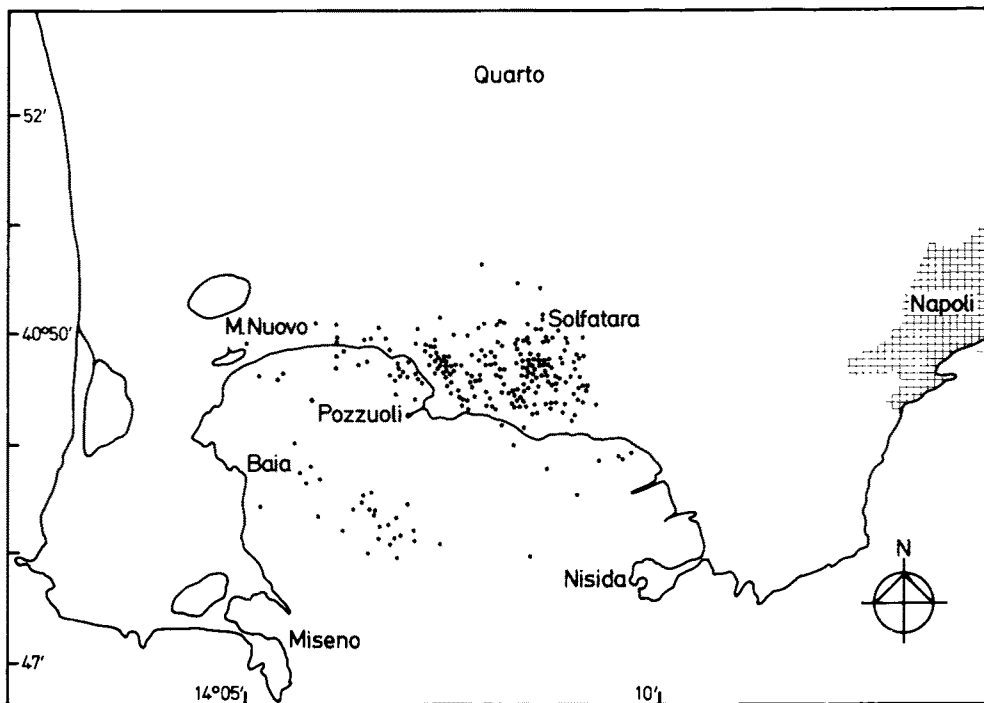 Quarto
52'
Napoli
Solfatara
M.Nuovo
40°50'
Pozzuoli
Baia
N
Nisida
Miseno
47'
14°05'
10'